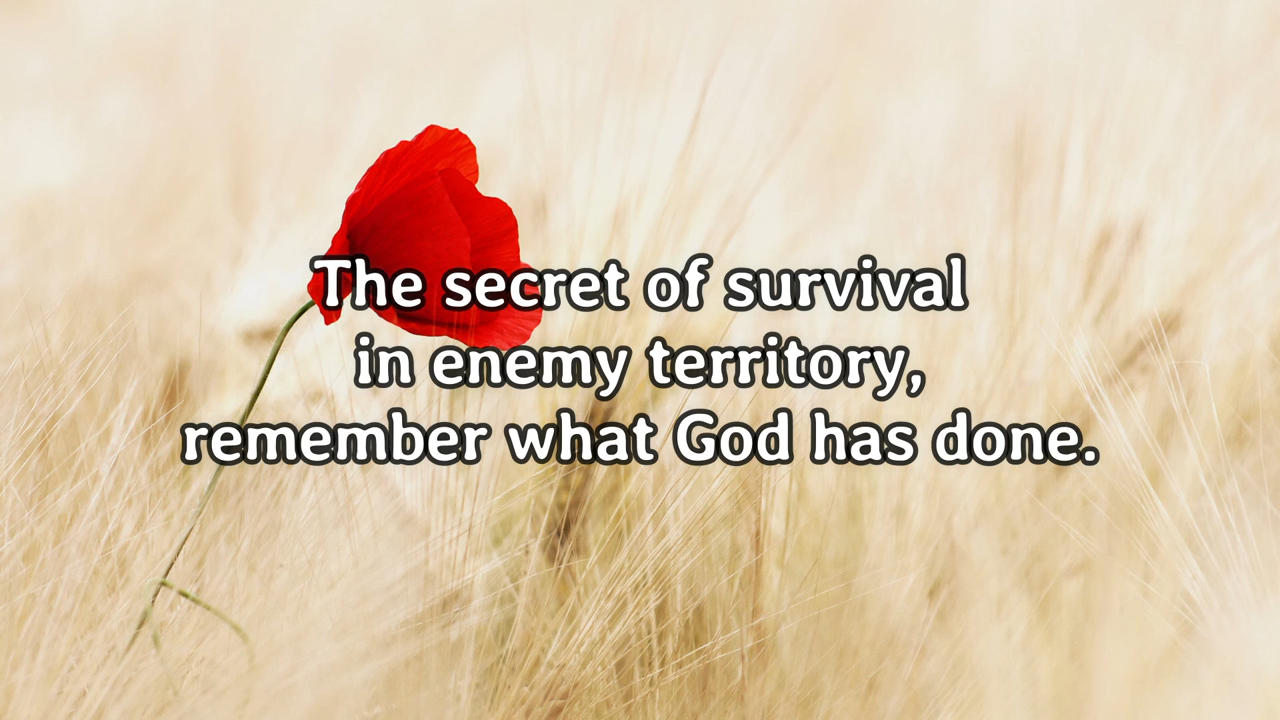 The secret of survival
in enemy territory,
remember what God has done.